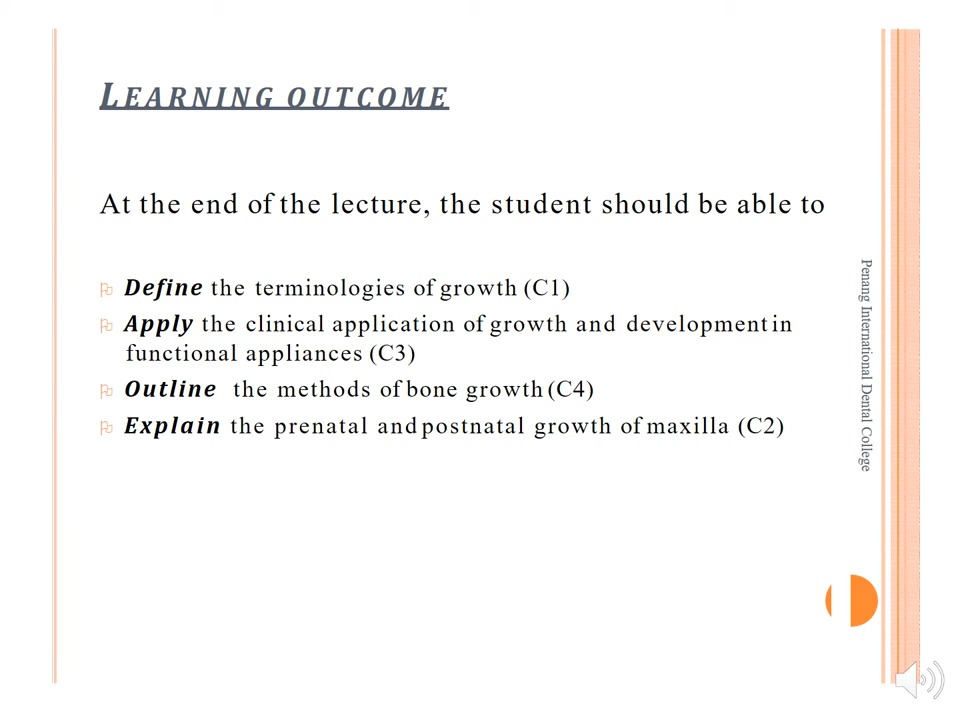 LEARNING OUTCOME
At the end of the lecture, the student should be able to
Define the terminologies of growth (C1)
Apply the clinical application of growth and development in
functional appliances (C3)
Outline the methods of bone growth (C4)
Explain the prenatal and postnatal growth of maxilla (C2)
Penang International Dental College